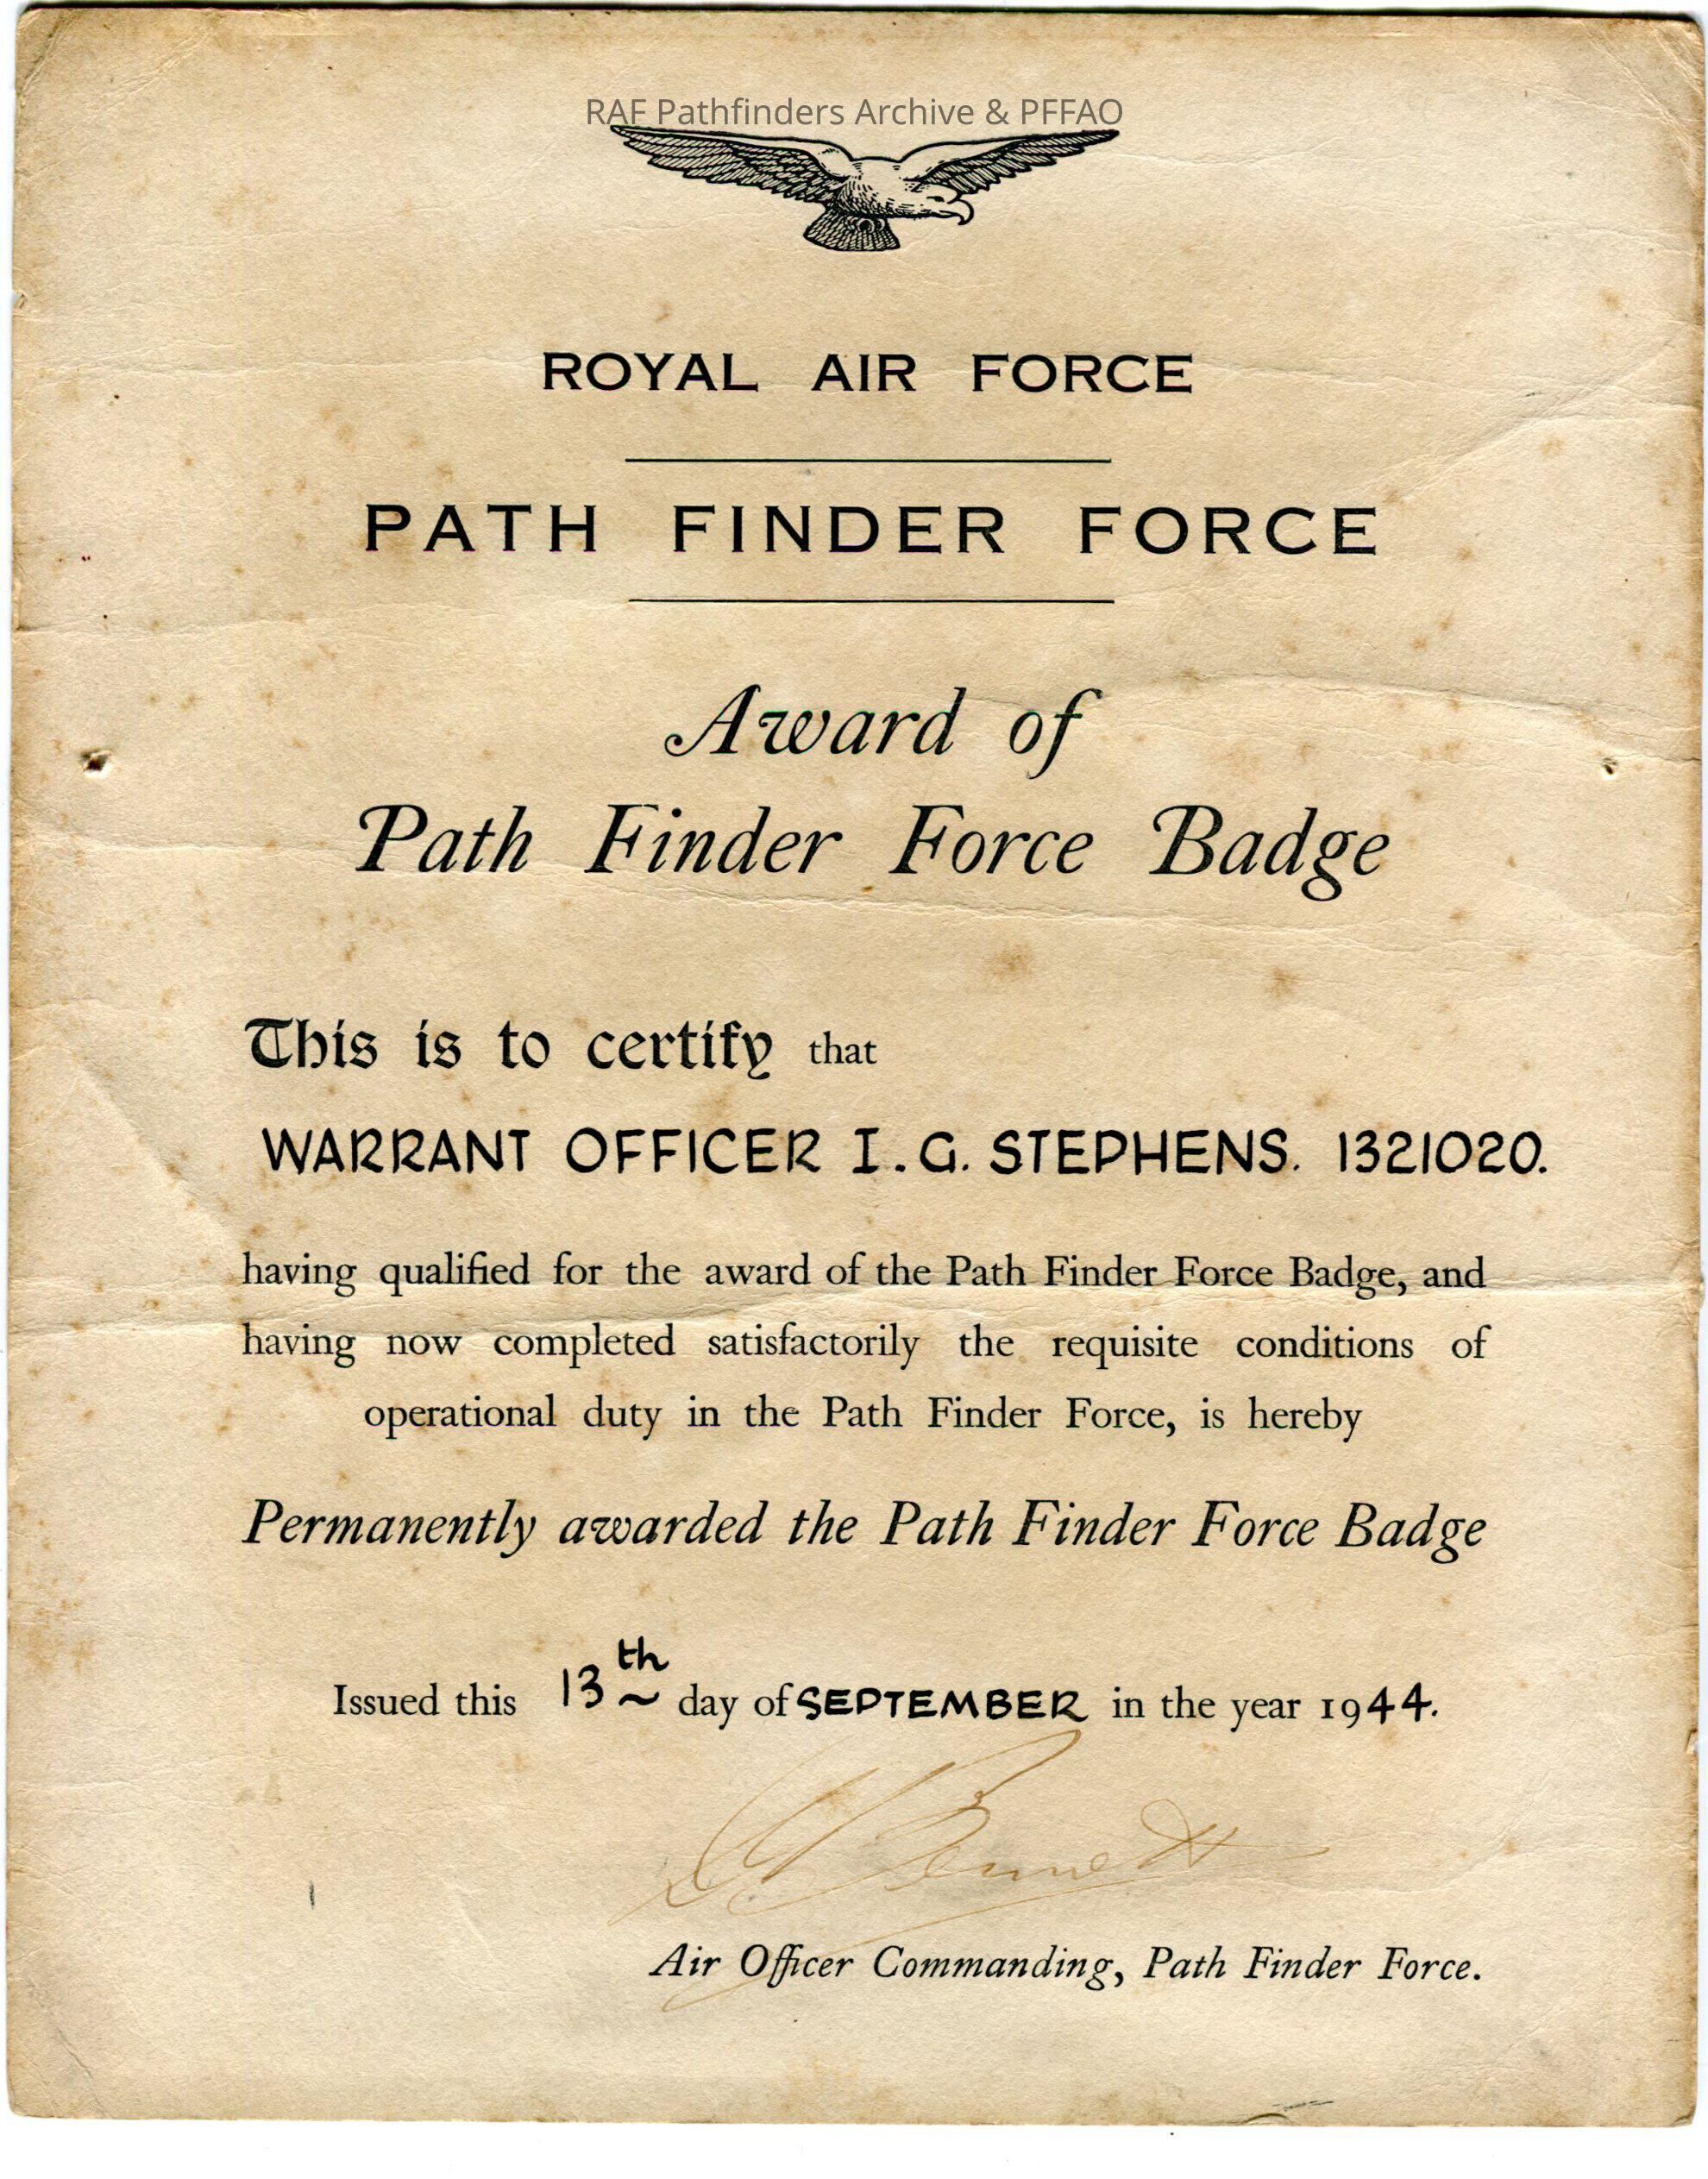 RAF Pathfinders Archive & PFFAO
ROYAL AIR FORCE
PATH FINDER FORCE
Award of
Path Finder Force Badge
This is to certify that
WARRANT OFFICER I. G. STEPHENS. 1321020.
having qualified for the award of the Path Finder Force Badge, and
having now completed satisfactorily the requisite conditions of
operational duty in the Path Finder Force, is hereby
Permanently awarded the Path Finder Force Badge
Issued this 13th day of SEPTEMBER in the year 1944.
Bennett
Air Officer Commanding, Path Finder Force.